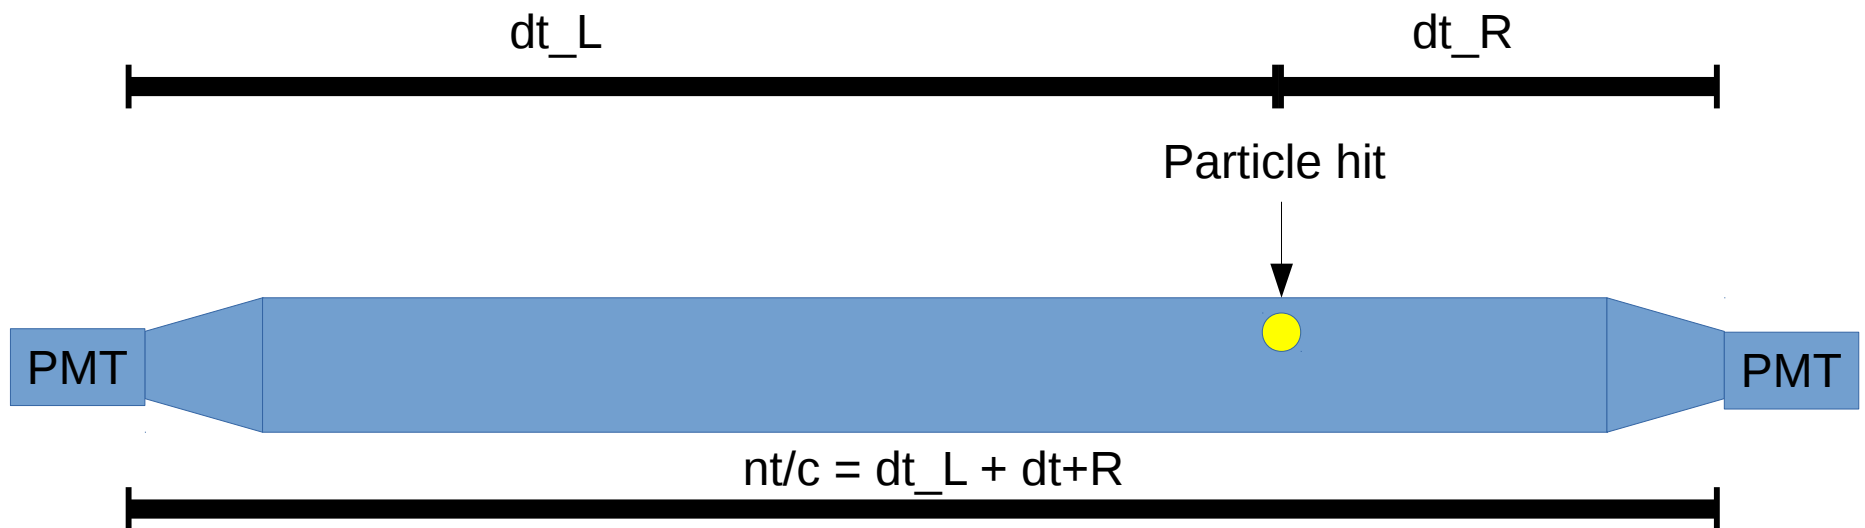 dt_L
dt_R
Particle hit
PMT
PMT
nt/c = dt_L + dt+R